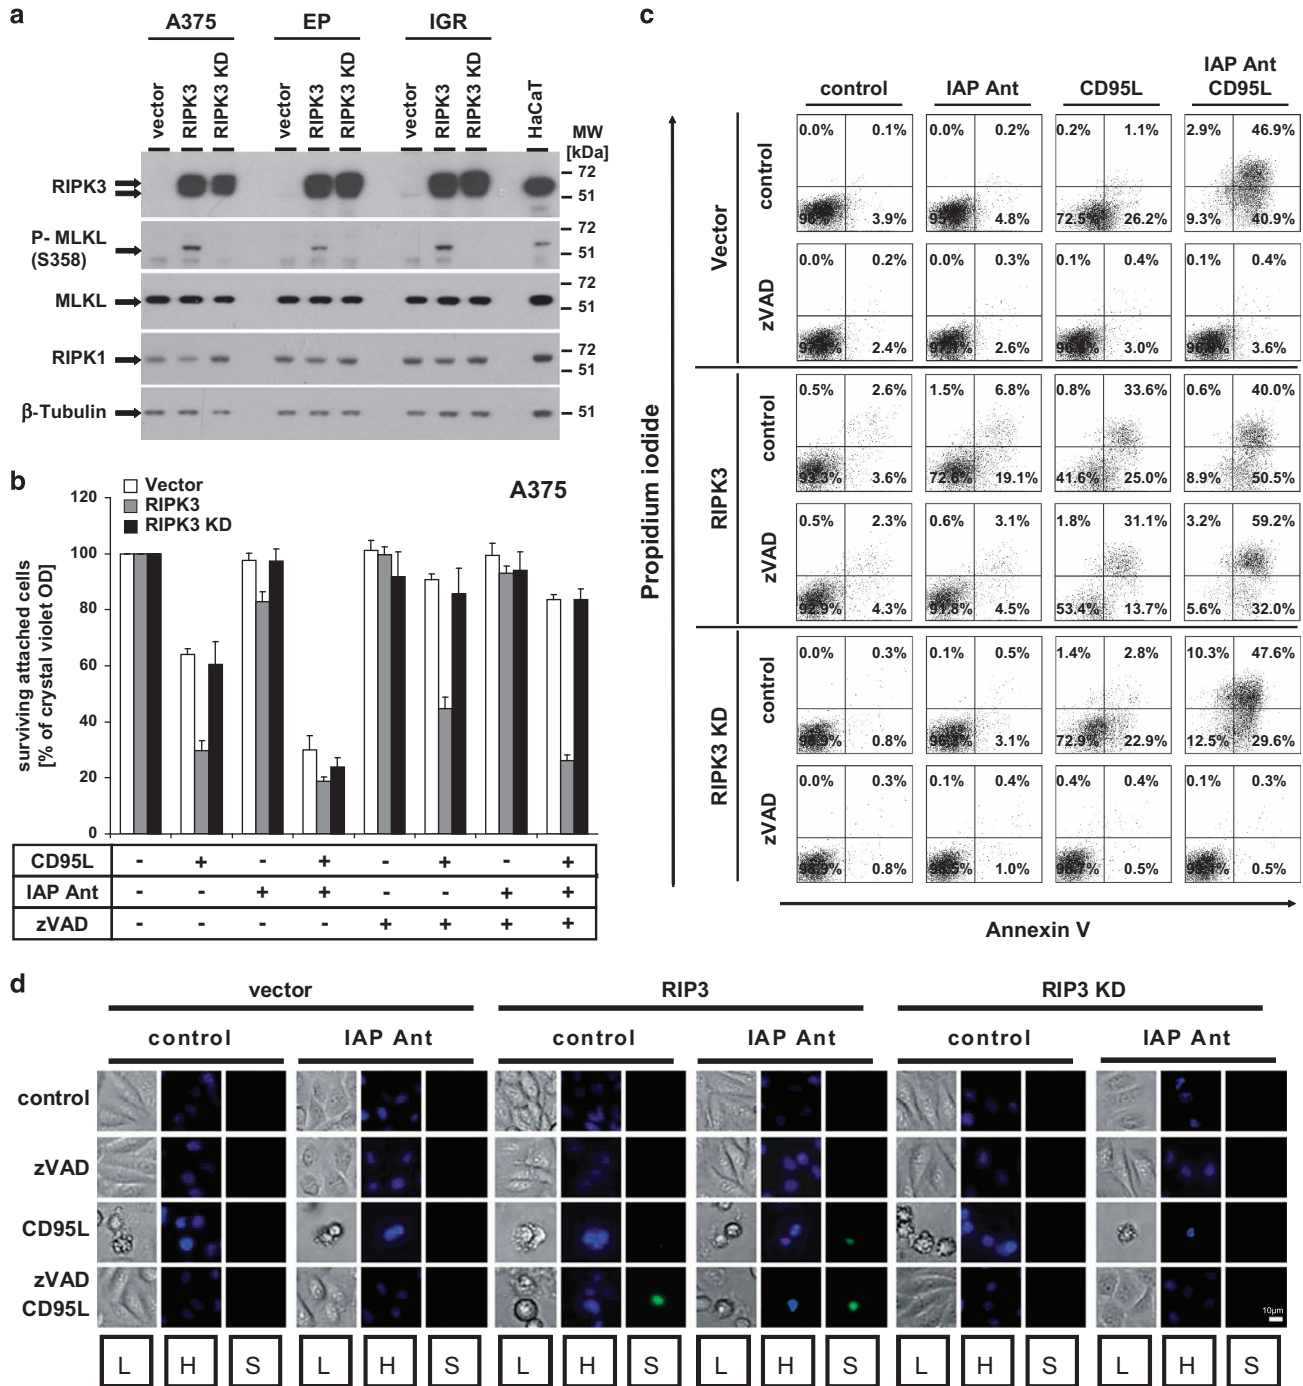 a
A375 EP IGR
vector RIPK3 RIPK3 KD vector RIPK3 RIPK3 KD vector RIPK3 RIPK3 KD HaCaT
MW
[kDa]
RIPK3
72
51
P- MLKL
(S358)
72
51
MLKL
72
51
RIPK1
72
51
β-Tubulin
51
b
A375
Vector
RIPK3
RIPK3 KD
surviving attached cells
[% of crystal violet OD]
120
100
80
60
40
20
0
CD95L - + - + - + - +
IAP Ant - - + + - - + +
zVAD - - - - + + + +
c
control IAP Ant CD95L IAP Ant CD95L
Propidium iodide
Vector
control
0.0% 0.1% 0.0% 0.2% 0.2% 1.1% 2.9% 46.9%
3.9% 4.8% 72.5% 26.2% 9.3% 40.9%
zVAD
0.0% 0.2% 0.0% 0.3% 0.1% 0.4% 0.1% 0.4%
2.4% 2.6% 3.0% 3.6%
RIPK3
control
0.5% 2.6% 1.5% 6.8% 0.8% 33.6% 0.6% 40.0%
93.3% 3.6% 72.6% 19.1% 41.6% 25.0% 8.9% 50.5%
zVAD
0.5% 2.3% 0.6% 3.1% 1.8% 31.1% 3.2% 59.2%
92.9% 4.3% 91.8% 4.5% 53.4% 13.7% 5.6% 32.0%
RIPK3 KD
control
0.0% 0.3% 0.1% 0.5% 1.4% 2.8% 10.3% 47.6%
98.9% 0.8% 3.1% 72.9% 22.9% 12.5% 29.6%
zVAD
0.0% 0.3% 0.1% 0.4% 0.4% 0.4% 0.1% 0.3%
98.9% 0.8% 1.0% 0.5% 0.5%
Annexin V
d
vector RIP3 RIP3 KD
control IAP Ant control IAP Ant control IAP Ant
control
zVAD
CD95L
zVAD
CD95L
10µm
L H S L H S L H S L H S L H S L H S